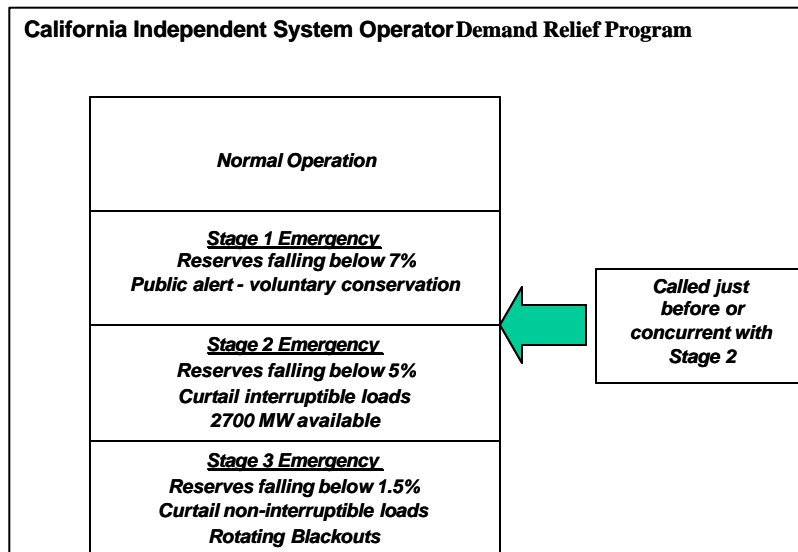 California Independent System Operator Demand Relief Program
Normal Operation
Stage 1 Emergency
Reserves falling below 7%
Public alert - voluntary conservation
Called just
before or
concurrent with
Stage 2
Stage 2 Emergency
Reserves falling below 5%
Curtail interruptible loads
2700 MW available
Stage 3 Emergency
Reserves falling below 1.5%
Curtail non-interruptible loads
Rotating Blackouts